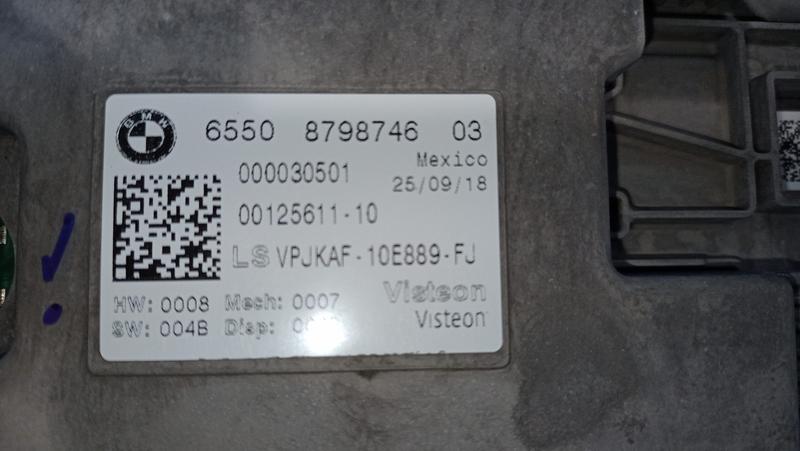 BMW
6550 8798746 03
000030501
Mexico
25/09/18
00125611-10
LS VPJKAF-10E889-FJ
HW: 0008 Mech: 0007
Visteon
SW: 004B Disp:
Visteon